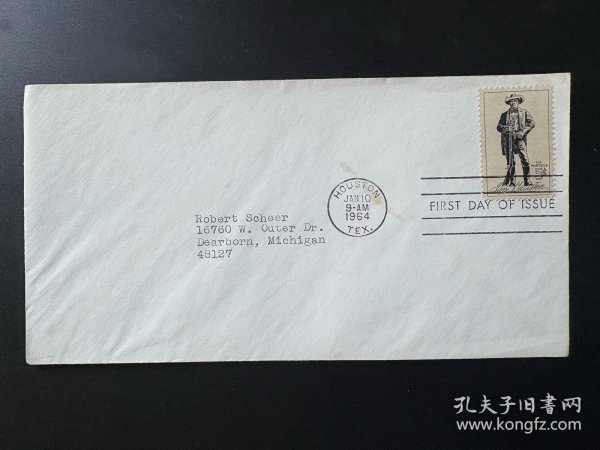 HOUSTON
JAN 10
9-AM
1964
TEX.
FIRST DAY OF ISSUE
Robert Scheer
16760 W. Outer Dr.
Dearborn, Michigan
48127
孔夫子旧书网
www.kongfz.com